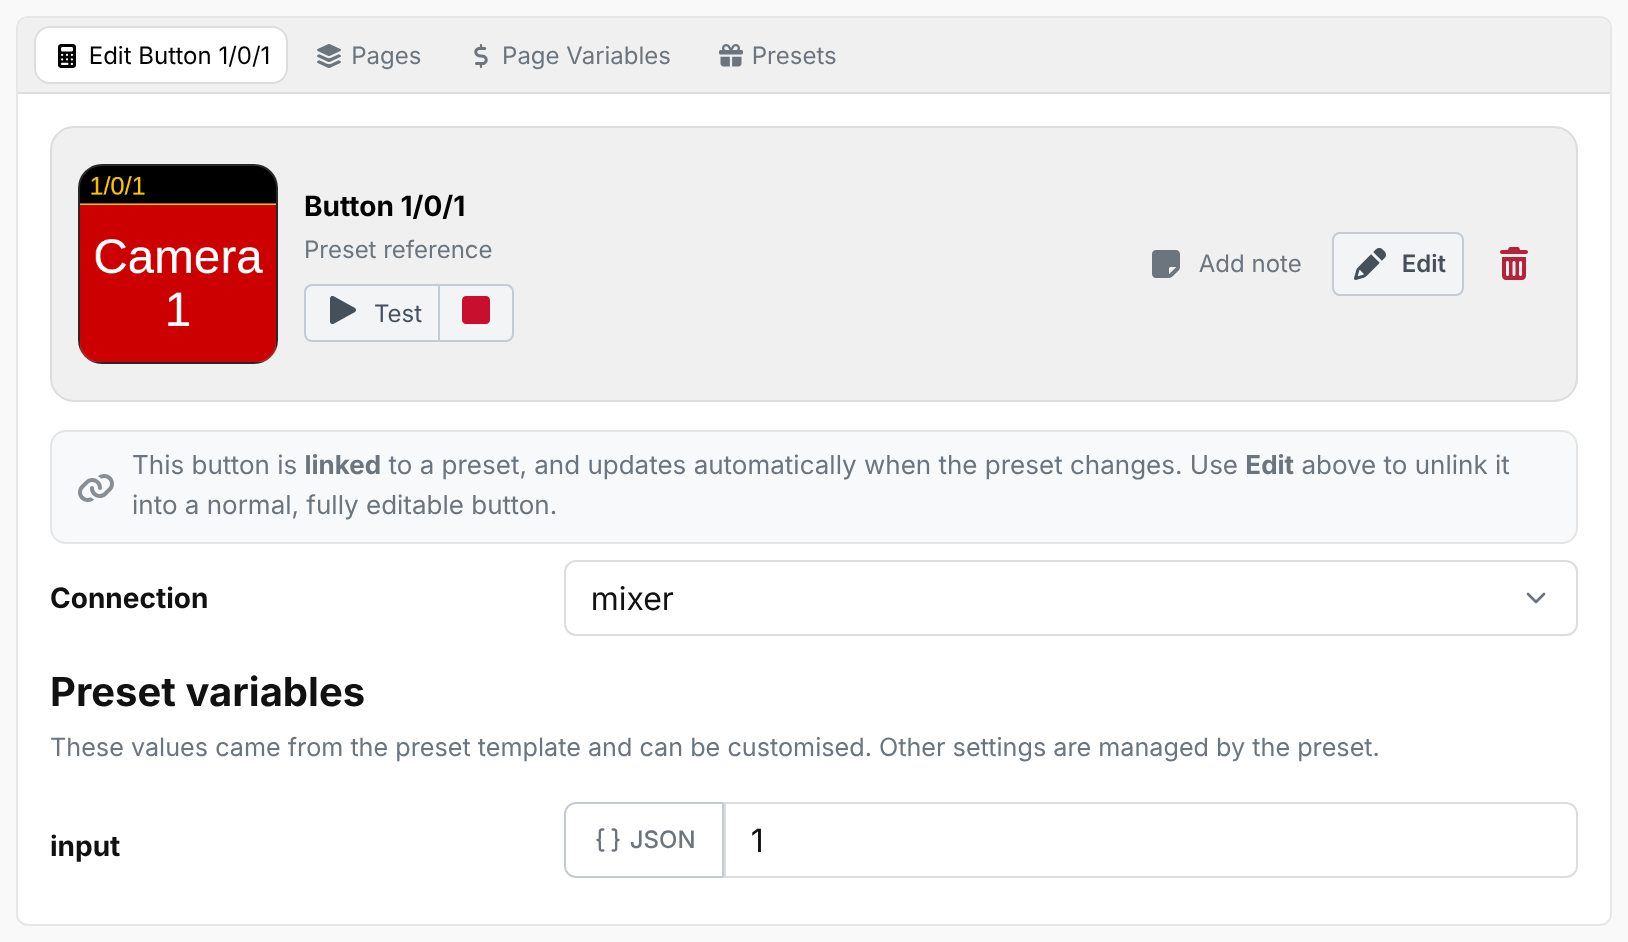 Edit Button 1/0/1
Pages
Page Variables
Presets
1/0/1
Camera
1
Button 1/0/1
Preset reference
Test
Add note
Edit
This button is linked to a preset, and updates automatically when the preset changes. Use Edit above to unlink it
into a normal, fully editable button.
Connection
mixer
Preset variables
These values came from the preset template and can be customised. Other settings are managed by the preset.
input
{ } JSON
1